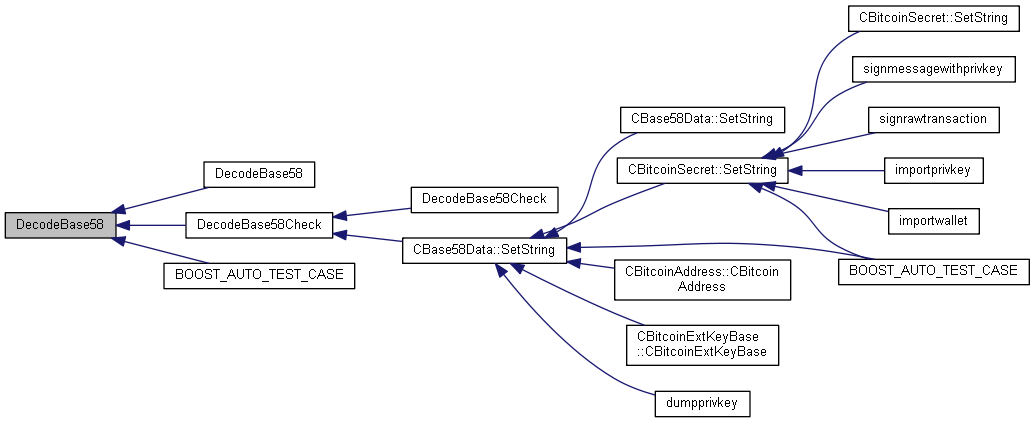 CBitcoinSecret::SetString
signmessagewithprivkey
CBase58Data::SetString
signrawtransaction
CBitcoinSecret::SetString
importprivkey
DecodeBase58
DecodeBase58Check
importwallet
DecodeBase58
DecodeBase58Check
CBase58Data::SetString
BOOST_AUTO_TEST_CASE
BOOST_AUTO_TEST_CASE
CBitcoinAddress::CBitcoin
Address
CBitcoinExtKeyBase
::CBitcoinExtKeyBase
dumpprivkey